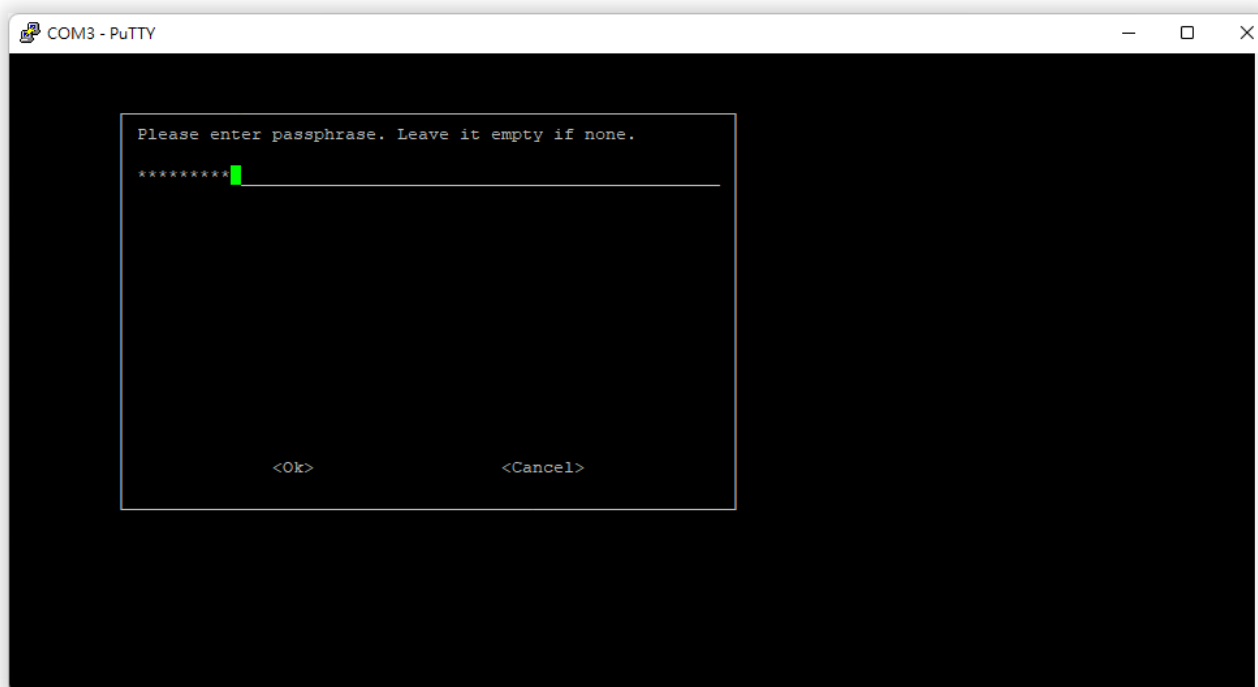 COM3 - PuTTY
Please enter passphrase. Leave it empty if none.
*********
<Ok> <Cancel>